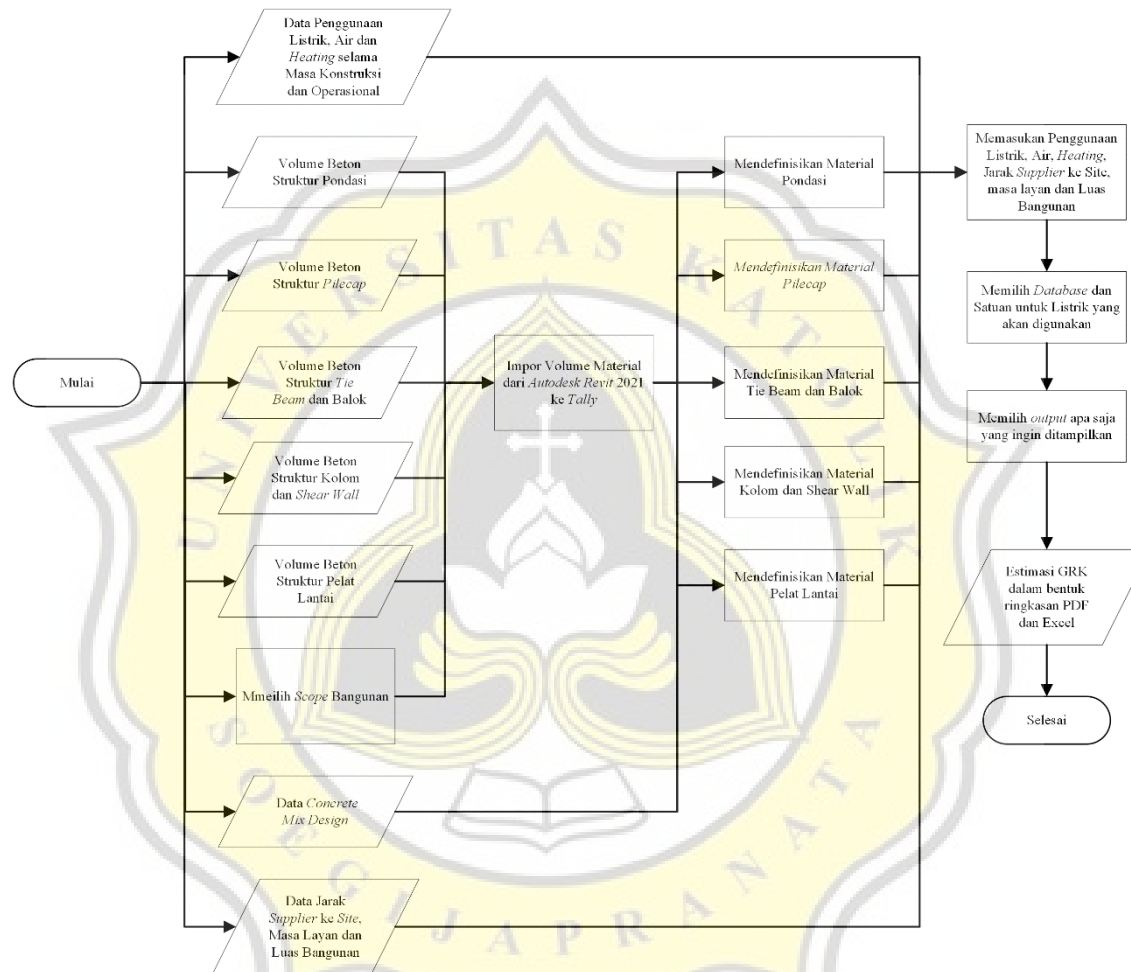 Data Penggunaan
Listrik, Air dan
Heating selama
Masa Konstruksi
dan Operasional
Volume Beton
Struktur Pondasi
Volume Beton
Struktur Pilecap
Mulai
Volume Beton
Struktur Tie
Beam dan Balok
Volume Beton
Struktur Kolom
dan Shear Wall
Volume Beton
Struktur Pelat
Lantai
Mmeilih Scope Bangunan
Data Concrete
Mix Design
Data Jarak
Supplier ke Site,
Masa Layan dan
Luas Bangunan
Impor Volume Material
dari Autodesk Revit 2021
ke Tally
Mendefinisikan Material
Pondasi
Mendefinisikan Material
Pilecap
Mendefinisikan Material
Tie Beam dan Balok
Mendefinisikan Material
Kolom dan Shear Wall
Mendefinisikan Material
Pelat Lantai
Memasukan Penggunaan
Listrik, Air, Heating,
Jarak Supplier ke Site,
masa layan dan Luas
Bangunan
Memilih Database dan
Satuan untuk Listrik yang
akan digunakan
Memilih output apa saja
yang ingin ditampilkan
Estimasi GRK
dalam bentuk
ringkasan PDF
dan Excel
Selesai
UNIVERSITAS KATOLIK
SOEGIJAPRANATA